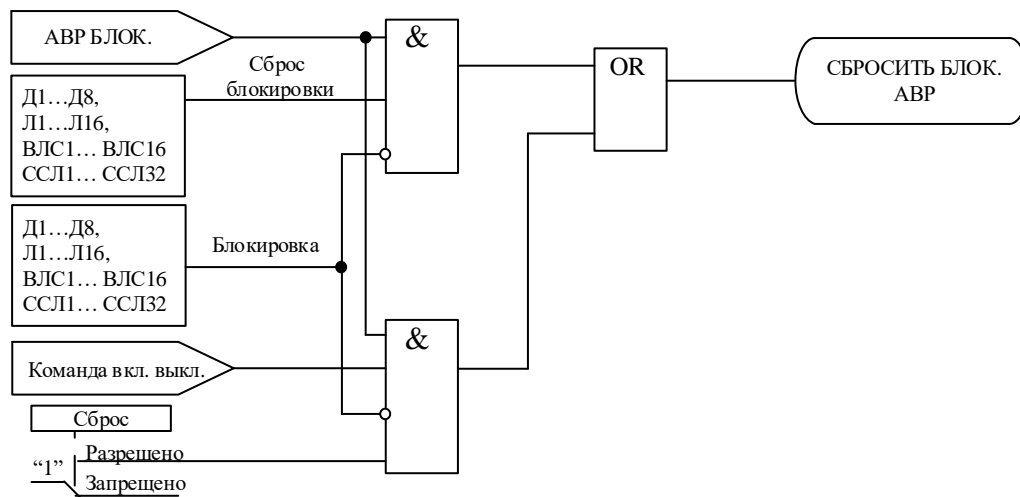 АВР БЛОК.
Сброс
блокировки
Д1…Д8,
Л1…Л16,
ВЛС1… ВЛС16
ССЛ1… ССЛ32
&
OR
СБРОСИТЬ БЛОК.
АВР
Д1…Д8,
Л1…Л16,
ВЛС1… ВЛС16
ССЛ1… ССЛ32
Блокировка
&
Команда вкл. выкл.
Сброс
“1”
Разрешено
Запрещено